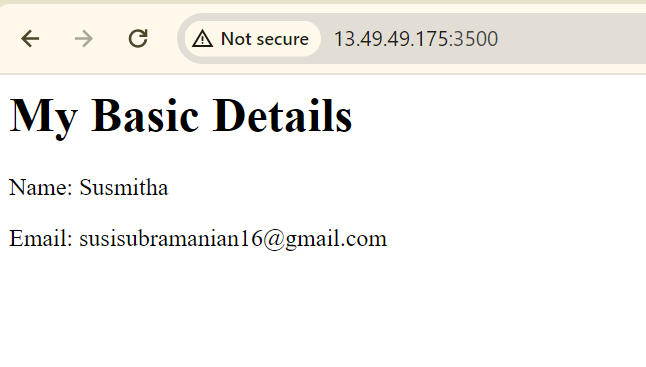 Not secure 13.49.49.175:3500
My Basic Details
Name: Susmitha
Email: susisubramanian16@gmail.com